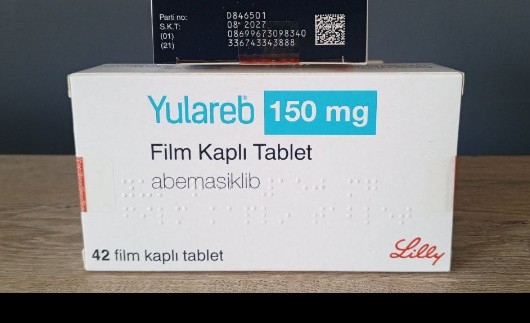 Parti no: D846501
S.K.T: 08 2027
(01) 08699673098340
(21) 336743343888
Yulareb 150 mg
Film Kaplı Tablet
abemasiklib
42 film kaplı tablet
Lilly